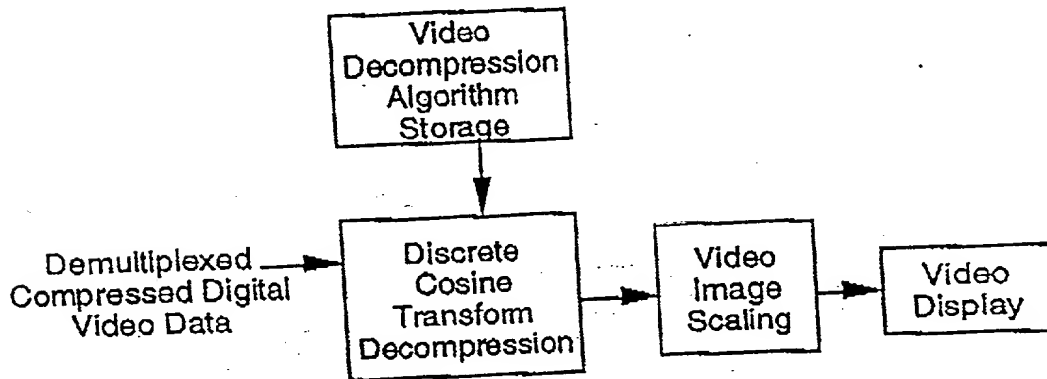 Video
Decompression
Algorithm
Storage
Demultiplexed
Compressed Digital
Video Data
Discrete
Cosine
Transform
Decompression
Video
Image
Scaling
Video
Display